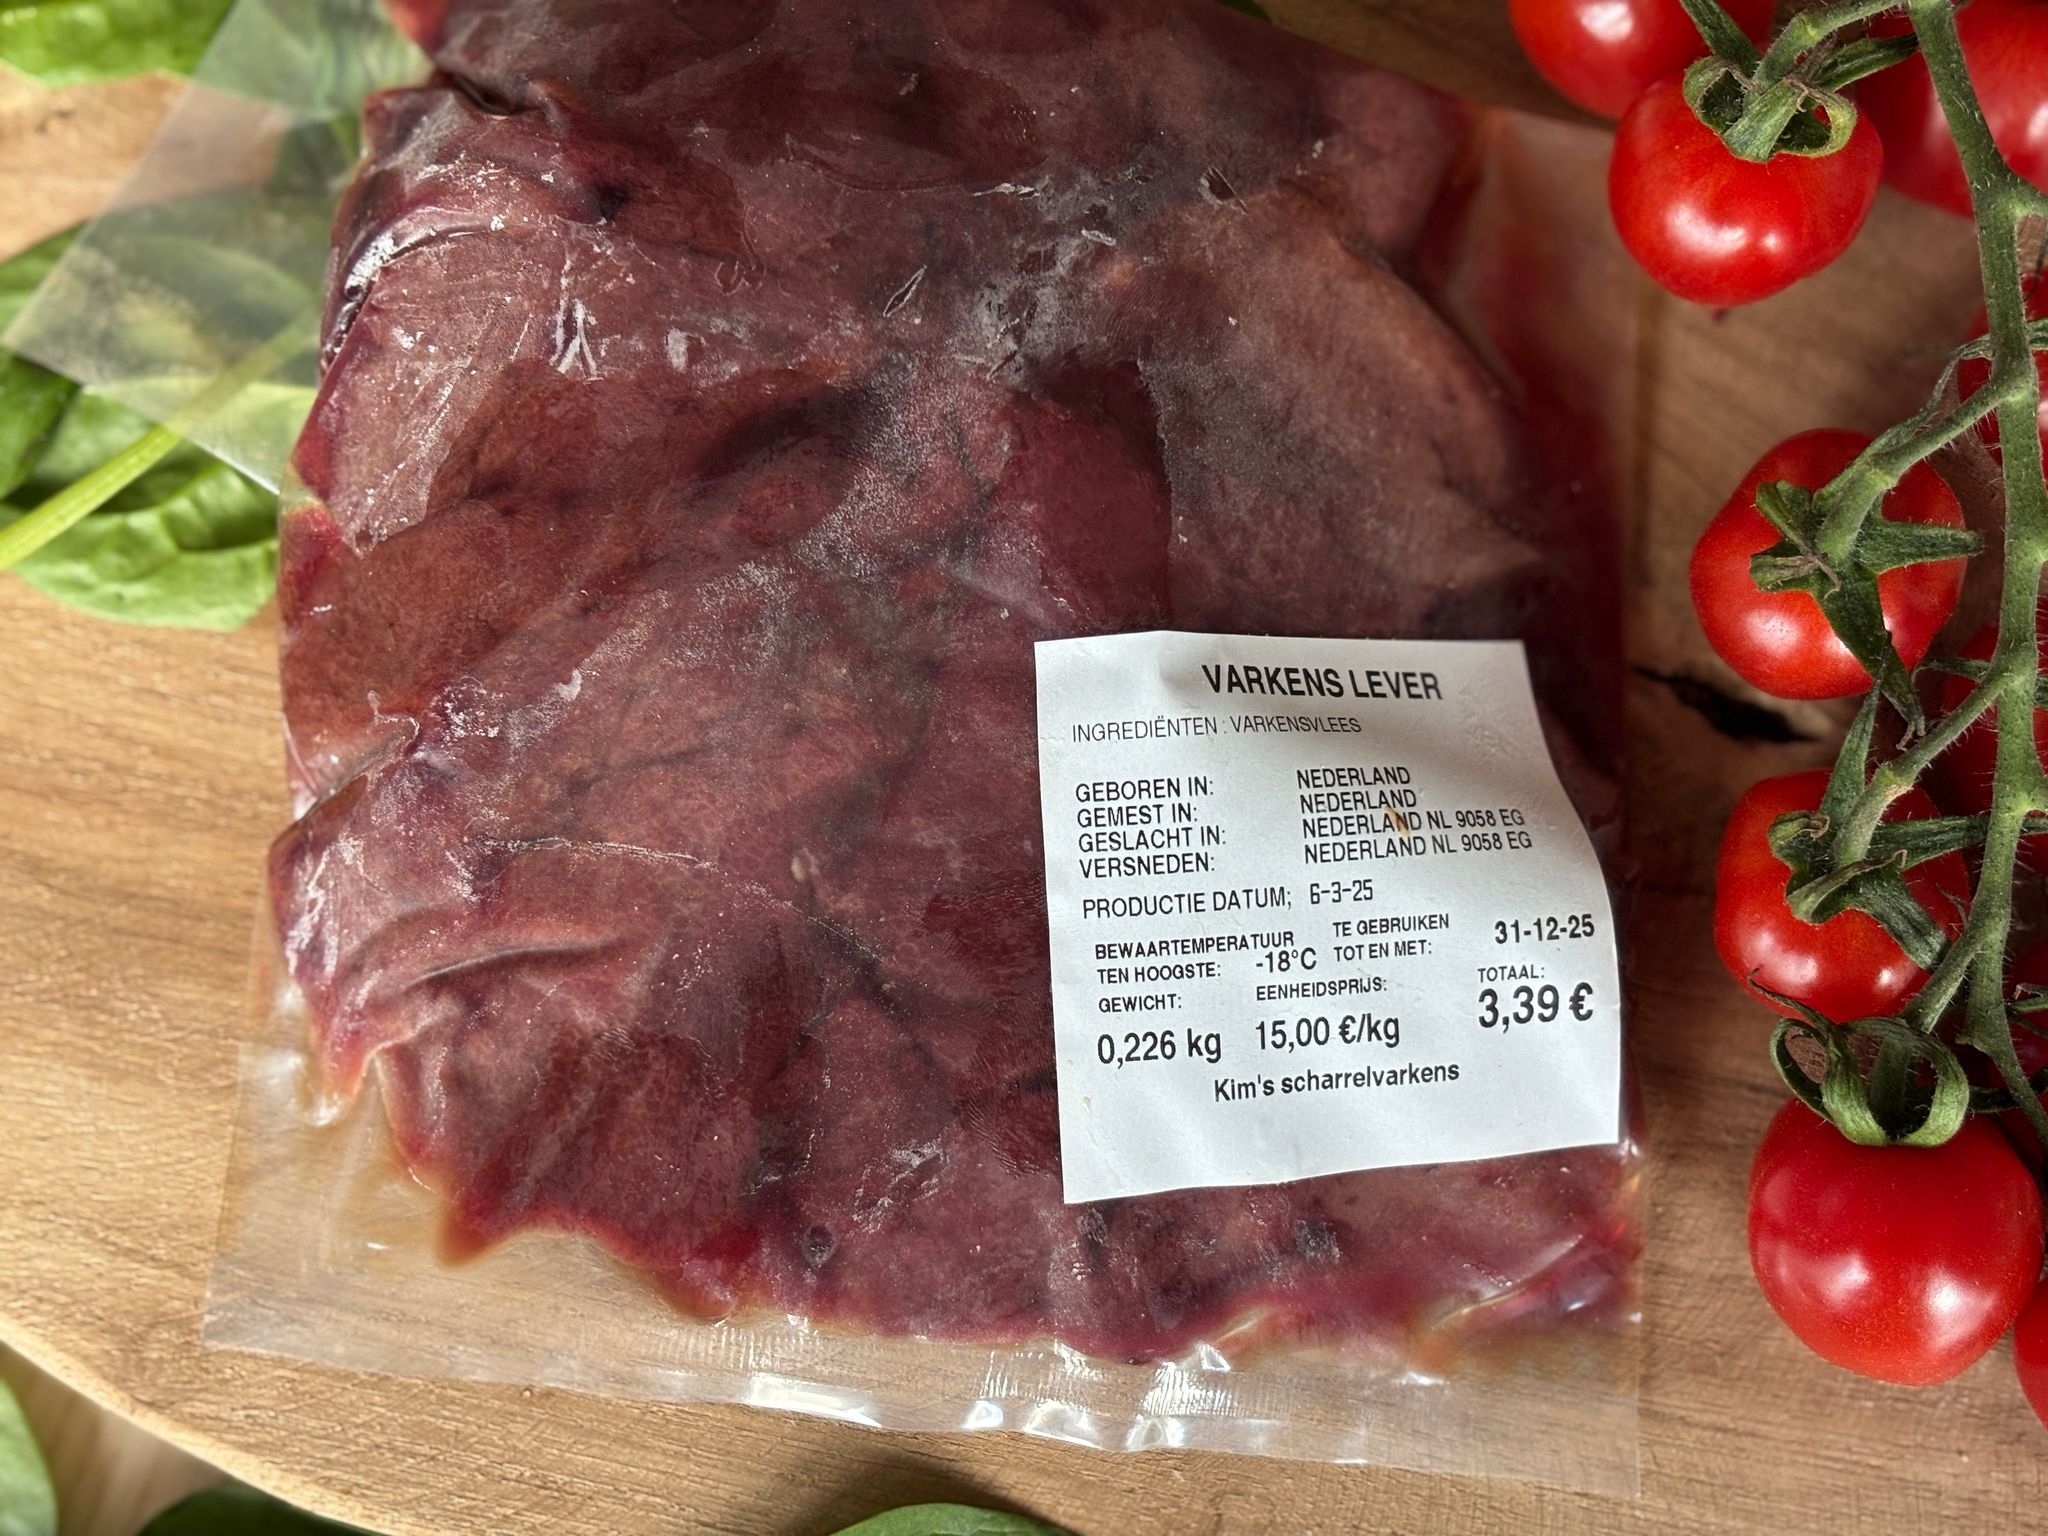 VARKENS LEVER
INGREDIËNTEN : VARKENSVLEES
GEBOREN IN: NEDERLAND
GEMEST IN: NEDERLAND
GESLACHT IN: NEDERLAND NL 9058 EG
VERSNEDEN: NEDERLAND NL 9058 EG
PRODUCTIE DATUM; 6-3-25
BEWAARTEMPERATUUR TE GEBRUIKEN 31-12-25
TEN HOOGSTE: -18°C TOT EN MET:
GEWICHT: EENHEIDSPRIJS: TOTAAL:
0,226 kg 15,00 €/kg 3,39 €
Kim's scharrelvarkens